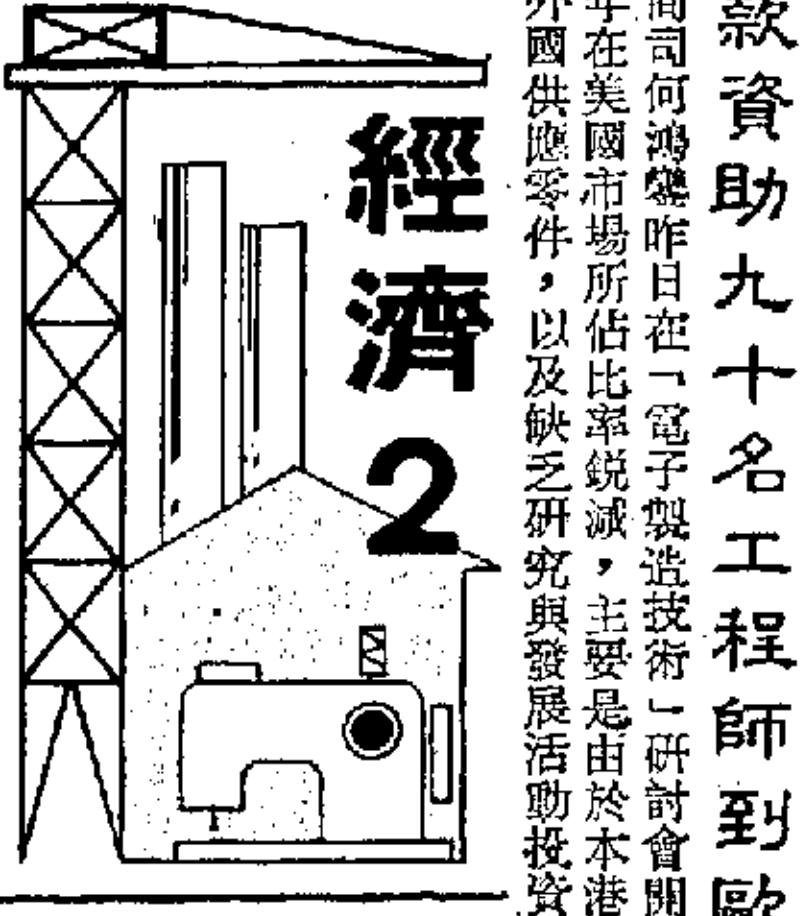 款資助九十名工程師到歐
司何鴻鑾昨日在「電子製造技術」研討會開
年在美國市場所佔比率銳減，主要是由於本港
外國供應零件，以及缺乏研究與發展活動投資
經濟2